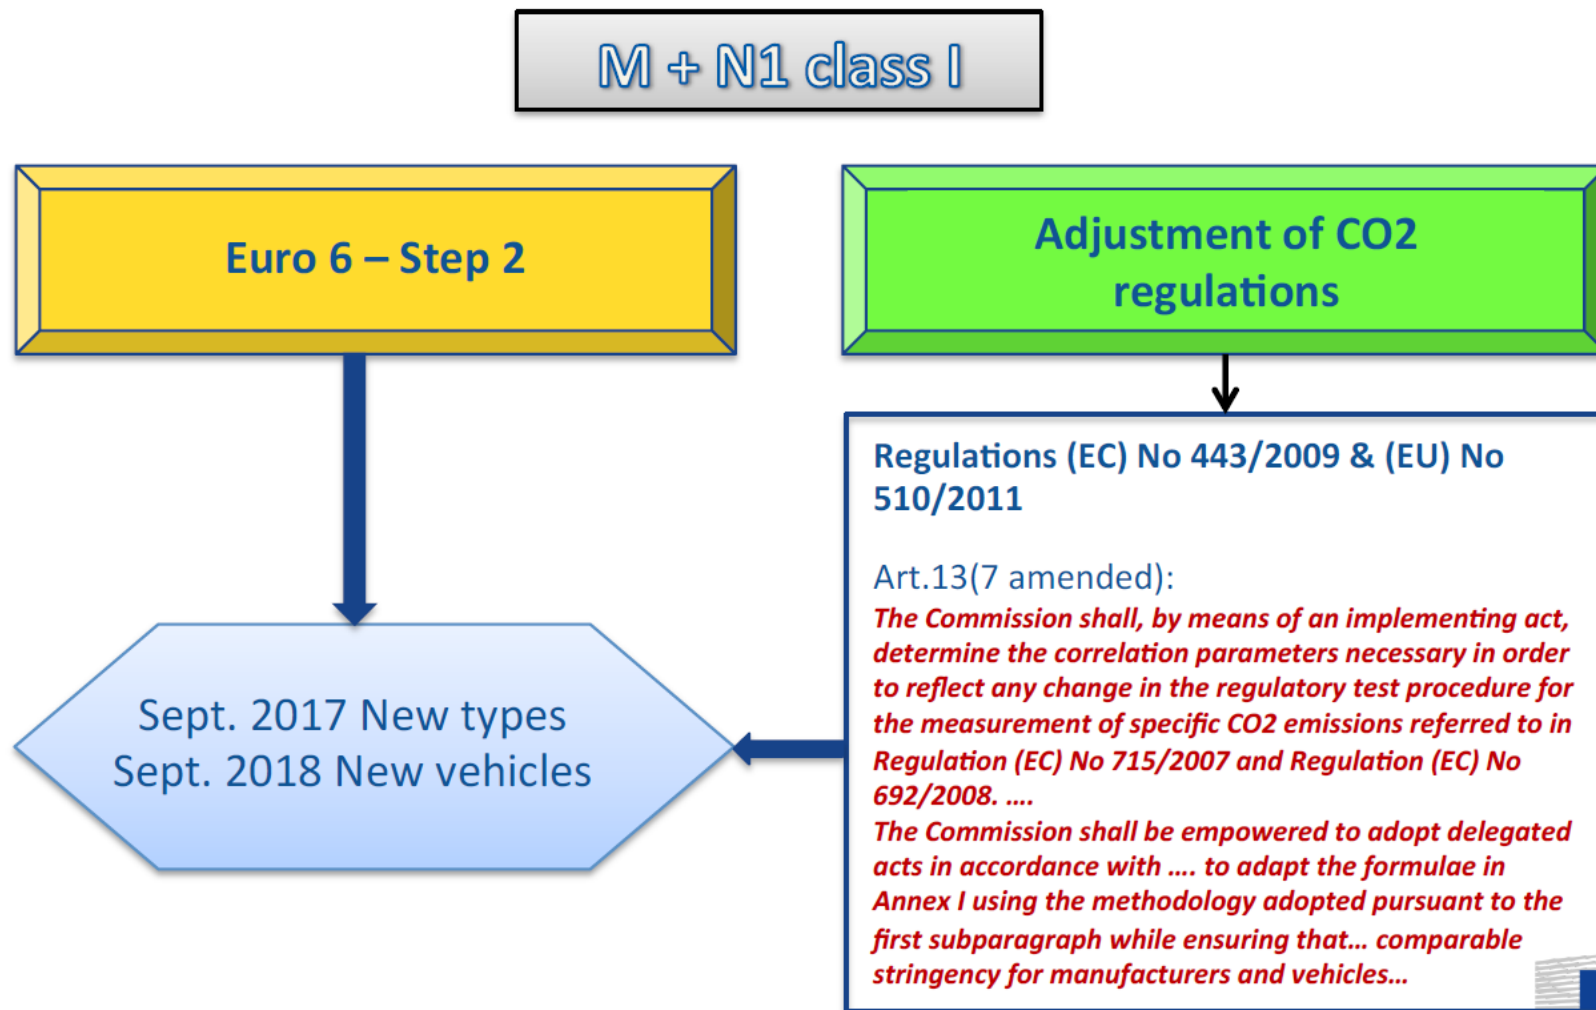 M + N1 class I
Euro 6 – Step 2
Adjustment of CO2
regulations
Sept. 2017 New types
Sept. 2018 New vehicles
Regulations (EC) No 443/2009 & (EU) No
510/2011
Art.13(7 amended):
The Commission shall, by means of an implementing act,
determine the correlation parameters necessary in order
to reflect any change in the regulatory test procedure for
the measurement of specific CO2 emissions referred to in
Regulation (EC) No 715/2007 and Regulation (EC) No
692/2008. ....
The Commission shall be empowered to adopt delegated
acts in accordance with .... to adapt the formulae in
Annex I using the methodology adopted pursuant to the
first subparagraph while ensuring that... comparable
stringency for manufacturers and vehicles...